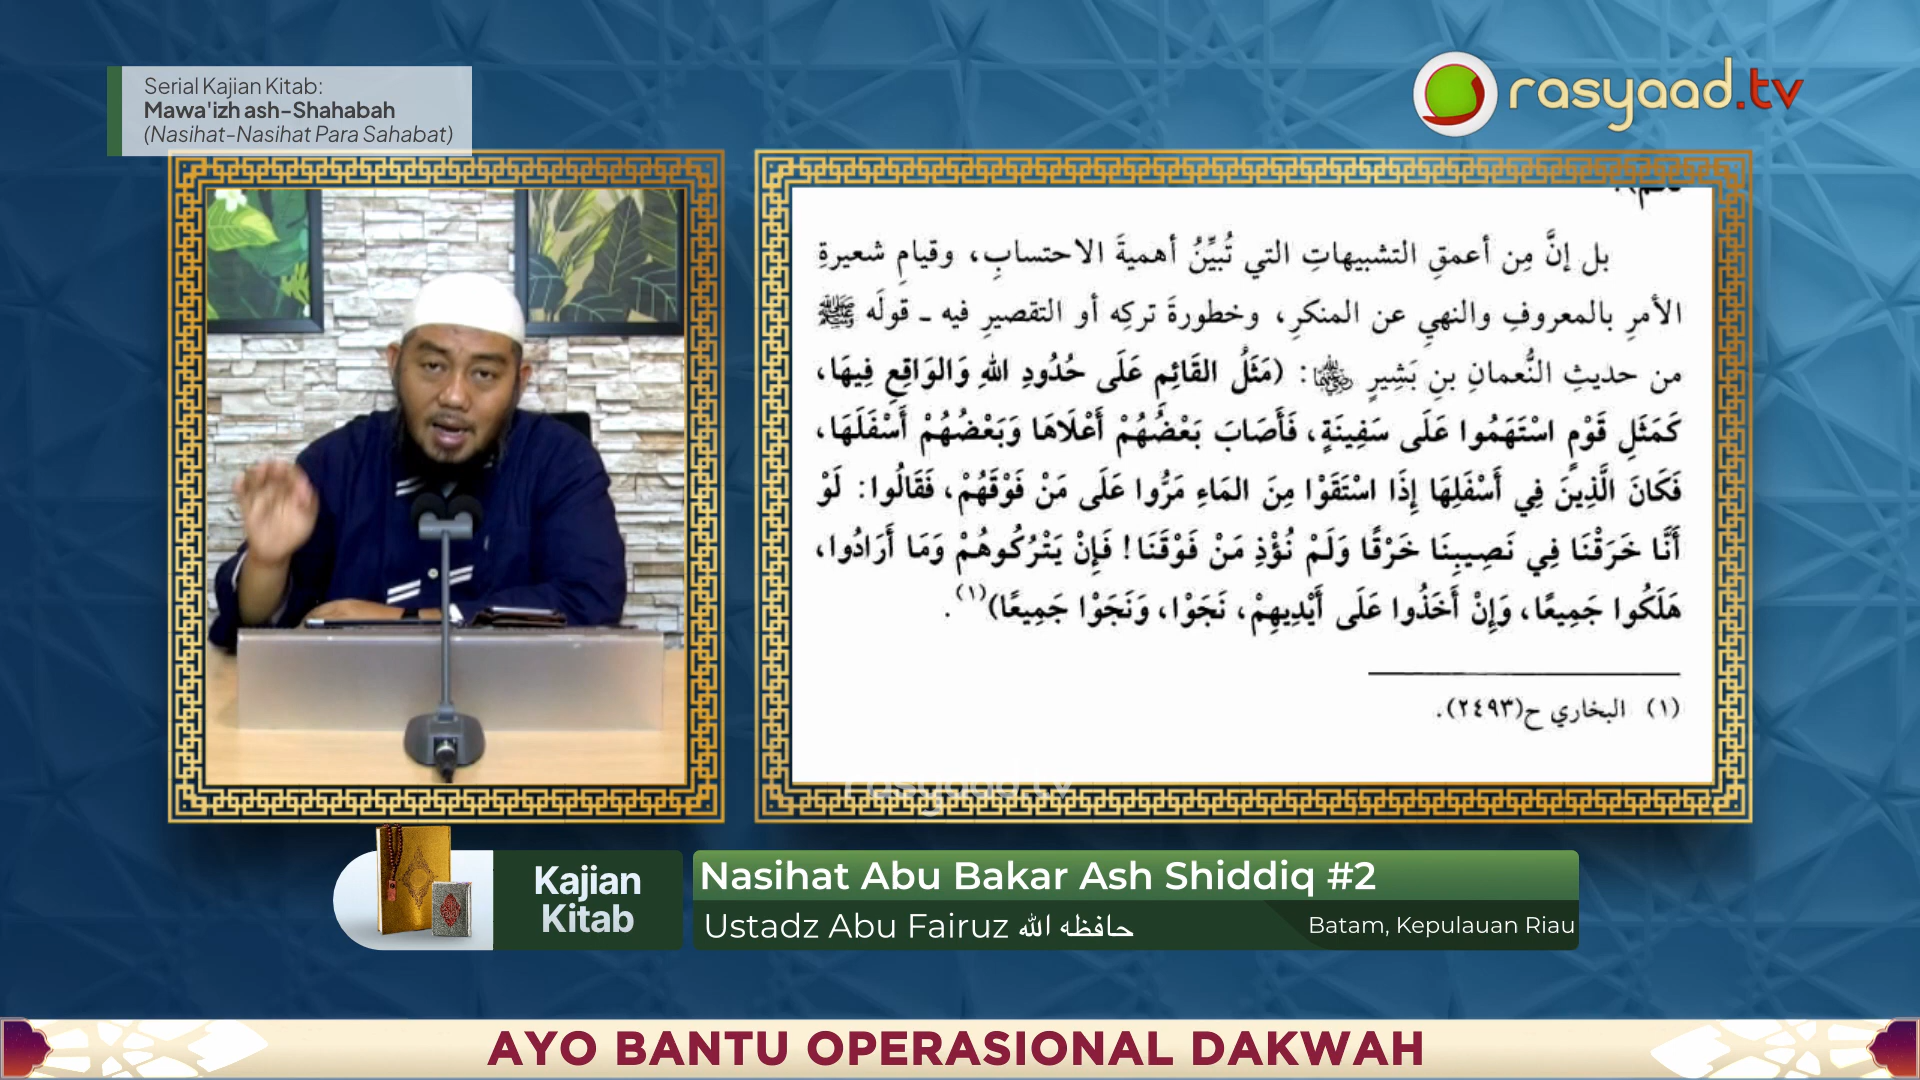 Serial Kajian Kitab:
Mawa'izh ash-Shahabah
(Nasihat-Nasihat Para Sahabat)
rasyaad.tv
بل إنَّ مِن أعمقِ التشبيهاتِ التي تُبيِّنُ أهميةَ الاحتسابِ، وقيامِ شعيرةِ
الأمرِ بالمعروفِ والنهيِ عن المنكرِ، وخطورةَ تركِه أو التقصيرِ فيه ـ قولَه ﷺ
من حديثِ النُّعمانِ بنِ بَشِيرٍ رضي الله عنهما: (مَثَلُ القَائِمِ عَلَى حُدُودِ اللهِ وَالوَاقِعِ فِيهَا،
كَمَثَلِ قَوْمٍ اسْتَهَمُوا عَلَى سَفِينَةٍ، فَأَصَابَ بَعْضُهُمْ أَعْلَاهَا وَبَعْضُهُمْ أَسْفَلَهَا،
فَكَانَ الَّذِينَ فِي أَسْفَلِهَا إِذَا اسْتَقَوْا مِنَ المَاءِ مَرُّوا عَلَى مَنْ فَوْقَهُمْ، فَقَالُوا: لَوْ
أَنَّا خَرَقْنَا فِي نَصِيبِنَا خَرْقًا وَلَمْ نُؤْذِ مَنْ فَوْقَنَا! فَإِنْ يَتْرُكُوهُمْ وَمَا أَرَادُوا،
هَلَكُوا جَمِيعًا، وَإِنْ أَخَذُوا عَلَى أَيْدِيهِمْ، نَجَوْا، وَنَجَوْا جَمِيعًا)(١).
(١) البخاري ح(٢٤٩٣).
rasyaad.tv
Kajian
Kitab
Nasihat Abu Bakar Ash Shiddiq #2
Ustadz Abu Fairuz حافظه الله
Batam, Kepulauan Riau
AYO BANTU OPERASIONAL DAKWAH